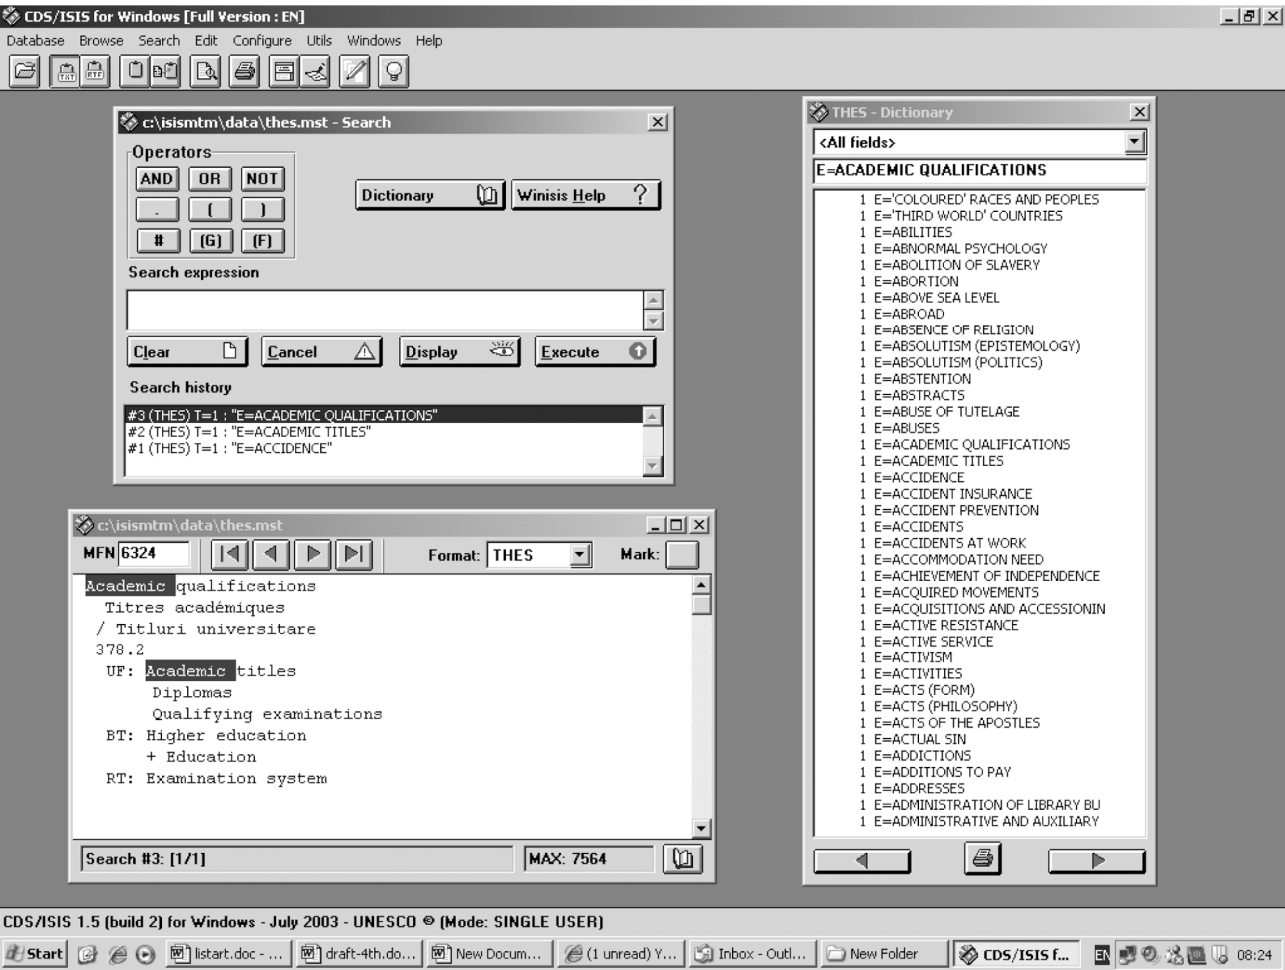 CDS/ISIS for Windows [Full Version : EN]
Database Browse Search Edit Configure Utils Windows Help
TXT RTF
c:\isismtm\data\thes.mst - Search
Operators
AND OR NOT
. ( )
# (G) (F)
Dictionary Winisis Help ?
Search expression
Clear Cancel Display Execute
Search history
#3 (THES) T=1 : "E=ACADEMIC QUALIFICATIONS"
#2 (THES) T=1 : "E=ACADEMIC TITLES"
#1 (THES) T=1 : "E=ACCIDENCE"
c:\isismtm\data\thes.mst
MFN 6324 Format: THES Mark:
Academic qualifications
Titres académiques
/ Titluri universitare
378.2
UF: Academic titles
Diplomas
Qualifying examinations
BT: Higher education
+ Education
RT: Examination system
Search #3: [1/1] MAX: 7564
THES - Dictionary
<All fields>
E=ACADEMIC QUALIFICATIONS
1 E='COLOURED' RACES AND PEOPLES
1 E='THIRD WORLD' COUNTRIES
1 E=ABILITIES
1 E=ABNORMAL PSYCHOLOGY
1 E=ABOLITION OF SLAVERY
1 E=ABORTION
1 E=ABOVE SEA LEVEL
1 E=ABROAD
1 E=ABSENCE OF RELIGION
1 E=ABSOLUTISM (EPISTEMOLOGY)
1 E=ABSOLUTISM (POLITICS)
1 E=ABSTENTION
1 E=ABSTRACTS
1 E=ABUSE OF TUTELAGE
1 E=ABUSES
1 E=ACADEMIC QUALIFICATIONS
1 E=ACADEMIC TITLES
1 E=ACCIDENCE
1 E=ACCIDENT INSURANCE
1 E=ACCIDENT PREVENTION
1 E=ACCIDENTS
1 E=ACCIDENTS AT WORK
1 E=ACCOMMODATION NEED
1 E=ACHIEVEMENT OF INDEPENDENCE
1 E=ACQUIRED MOVEMENTS
1 E=ACQUISITIONS AND ACCESSIONIN
1 E=ACTIVE RESISTANCE
1 E=ACTIVE SERVICE
1 E=ACTIVISM
1 E=ACTIVITIES
1 E=ACTS (FORM)
1 E=ACTS (PHILOSOPHY)
1 E=ACTS OF THE APOSTLES
1 E=ACTUAL SIN
1 E=ADDICTIONS
1 E=ADDITIONS TO PAY
1 E=ADDRESSES
1 E=ADMINISTRATION OF LIBRARY BU
1 E=ADMINISTRATIVE AND AUXILIARY
CDS/ISIS 1.5 (build 2) for Windows - July 2003 - UNESCO © (Mode: SINGLE USER)
Start listart.doc - ... draft-4th.do... New Docum... (1 unread) Y... Inbox - Outl... New Folder CDS/ISIS f... EN 08:24